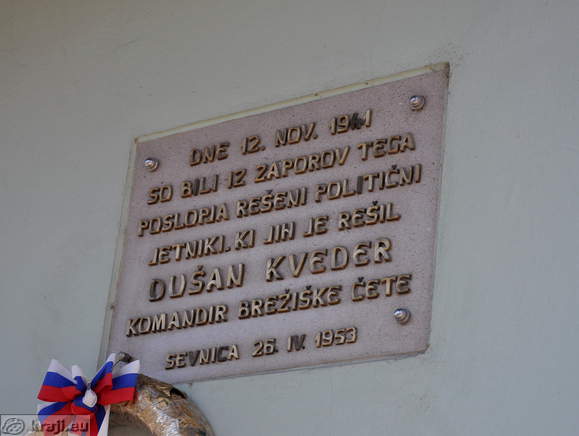 DNE 12. NOV. 1941
SO BILI IZ ZAPOROV TEGA
POSLOPJA REŠENI POLITIČNI
JETNIKI, KI JIH JE REŠIL
DUŠAN KVEDER
KOMANDIR BREŽIŠKE ČETE
SEVNICA 26. IV. 1953
kraji.eu